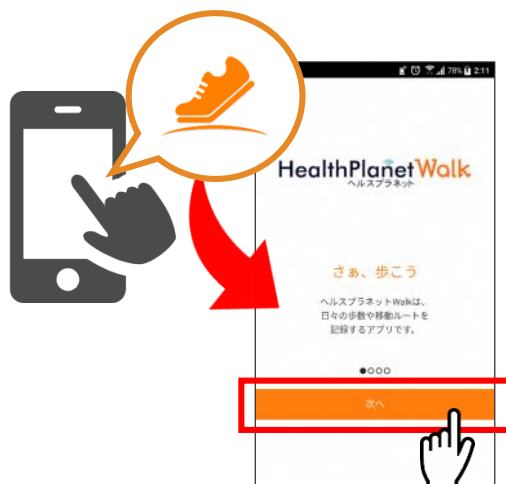 78% 2:11
HealthPlanet Walk
ヘルスプラネット
さぁ、歩こう
ヘルスプラネットWalkは、
日々の歩数や移動ルートを
記録するアプリです。
次へ